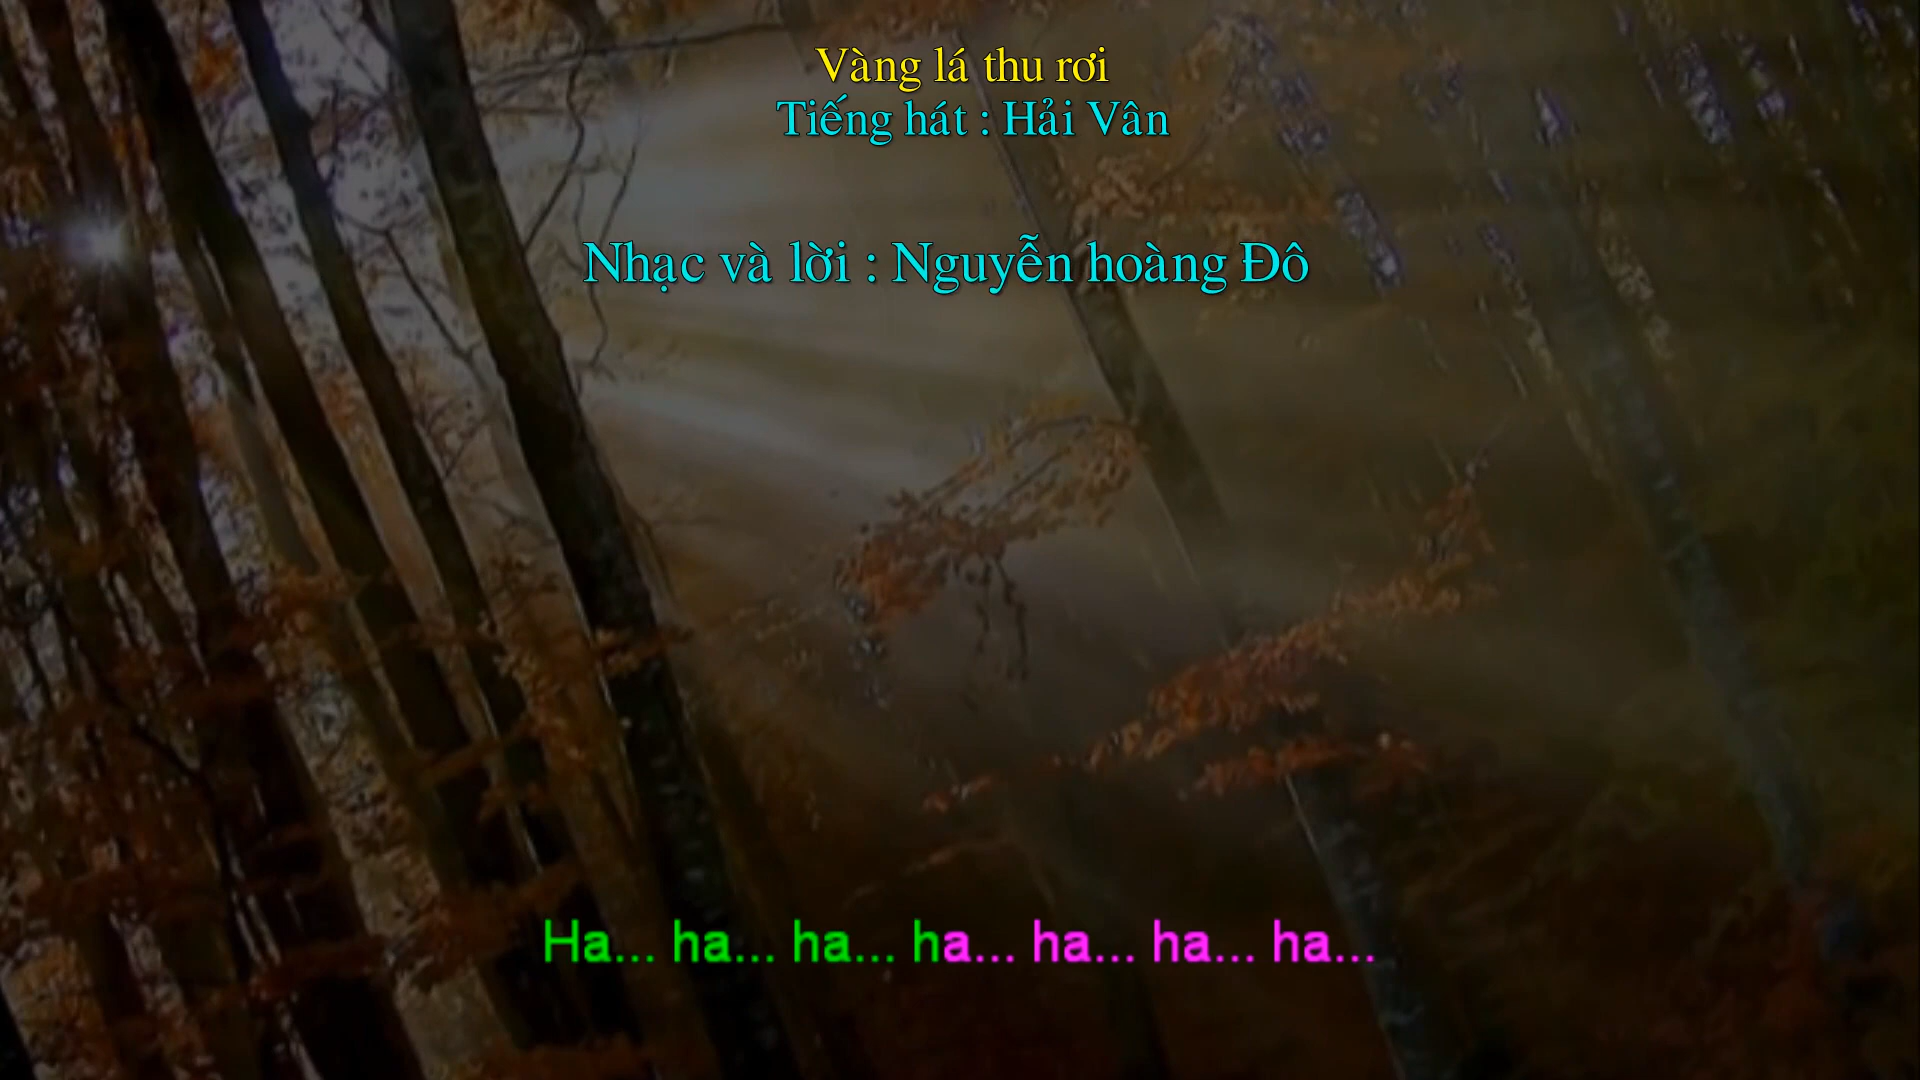 Vàng lá thu rơi
Tiếng hát : Hải Vân
Nhạc và lời : Nguyễn hoàng Đô
Ha... ha... ha... ha... ha... ha... ha...